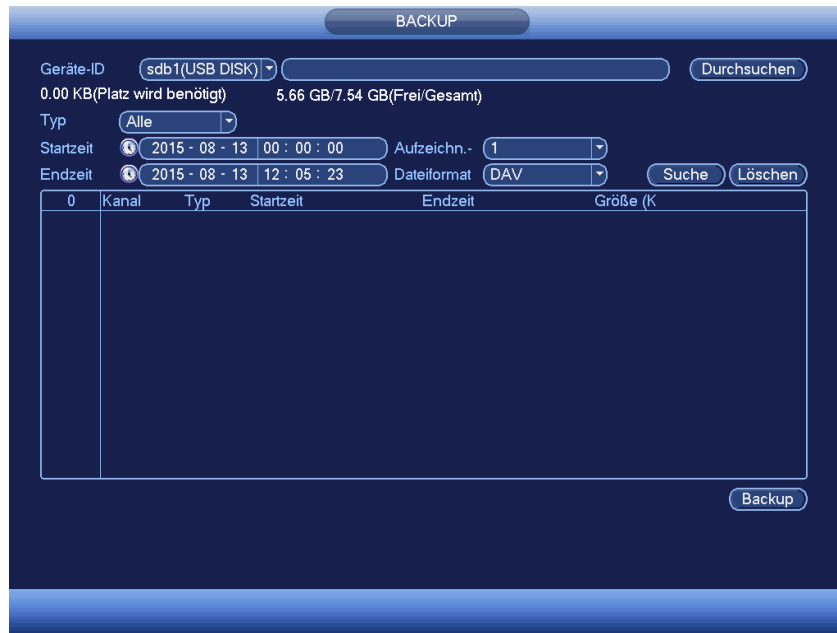 BACKUP
Geräte-ID sdb1(USB DISK) Durchsuchen
0.00 KB(Platz wird benötigt) 5.66 GB/7.54 GB(Frei/Gesamt)
Typ Alle
Startzeit 2015 - 08 - 13 00 : 00 : 00 Aufzeichn.- 1
Endzeit 2015 - 08 - 13 12 : 05 : 23 Dateiformat DAV Suche Löschen
0 Kanal Typ Startzeit Endzeit Größe (K
Backup